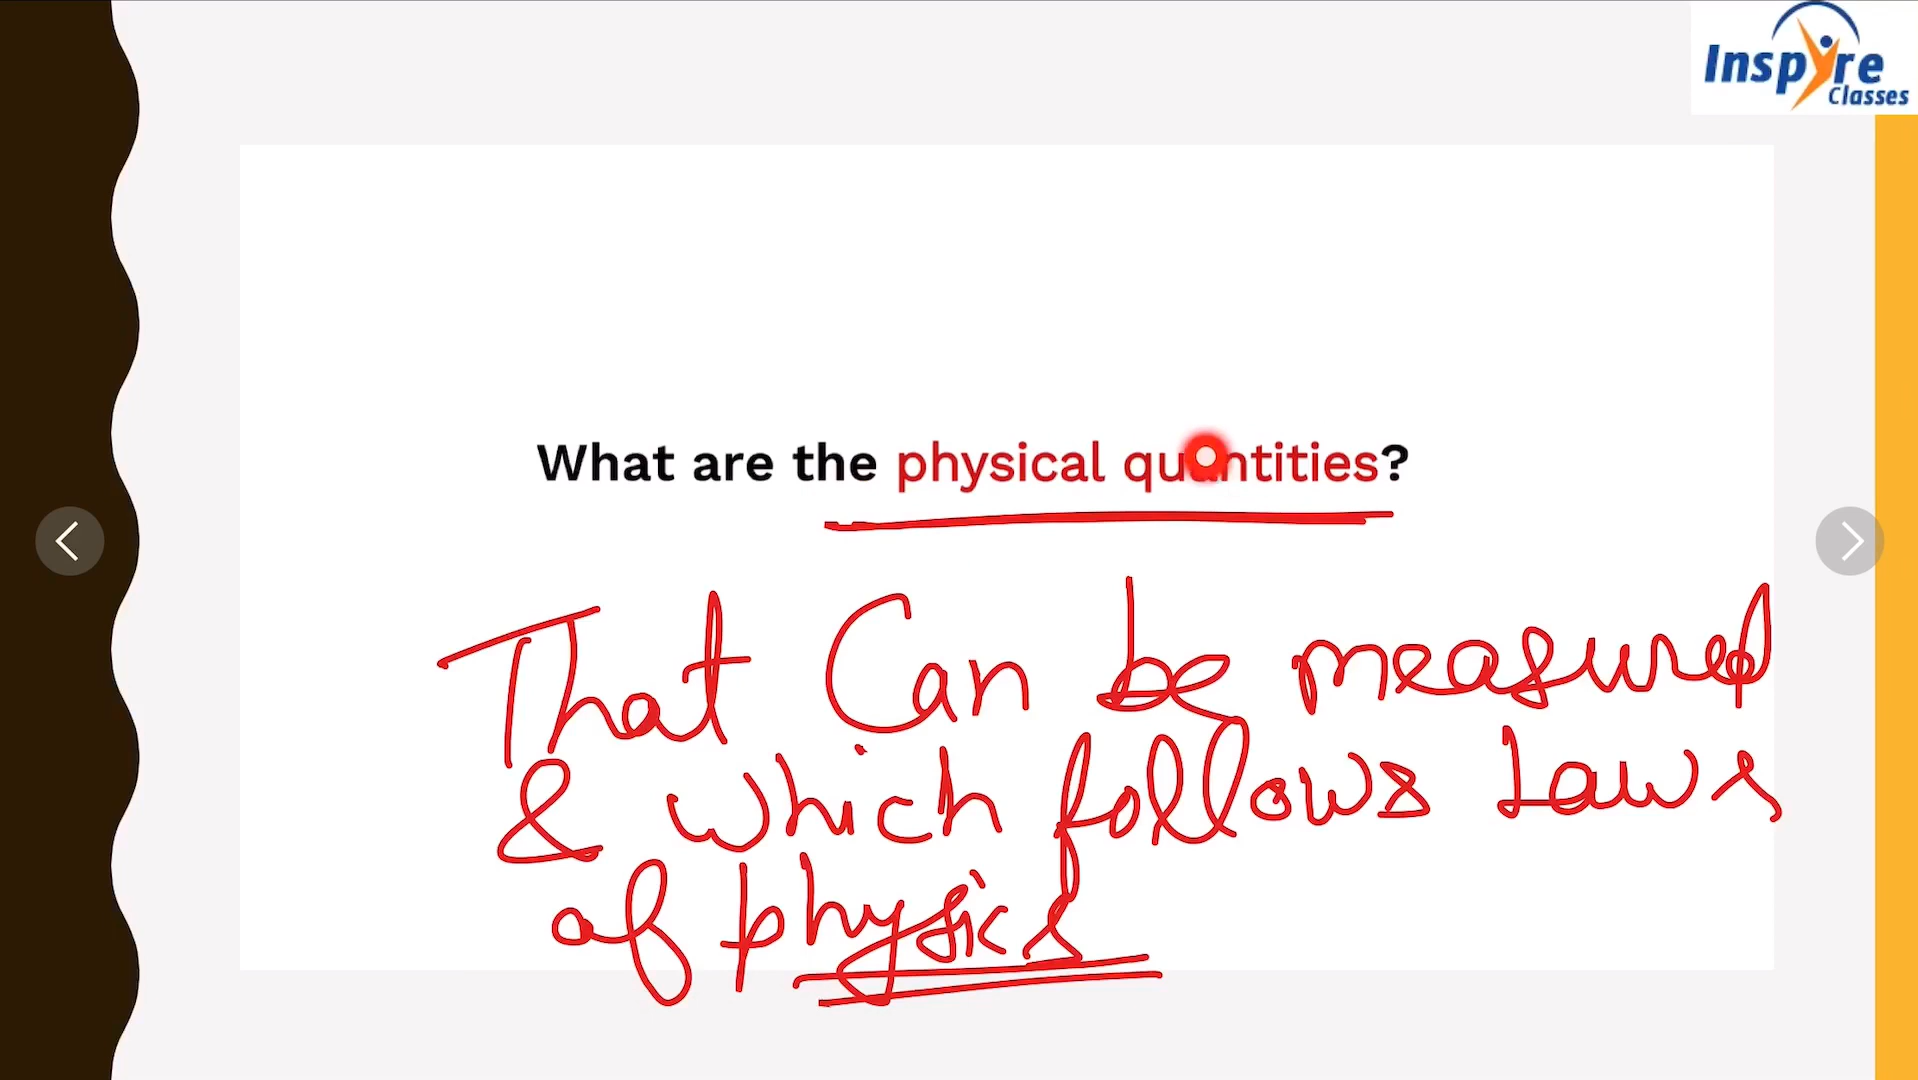 Inspyre
Classes
What are the physical quantities?
That Can be measured
& which follows Laws
of physics